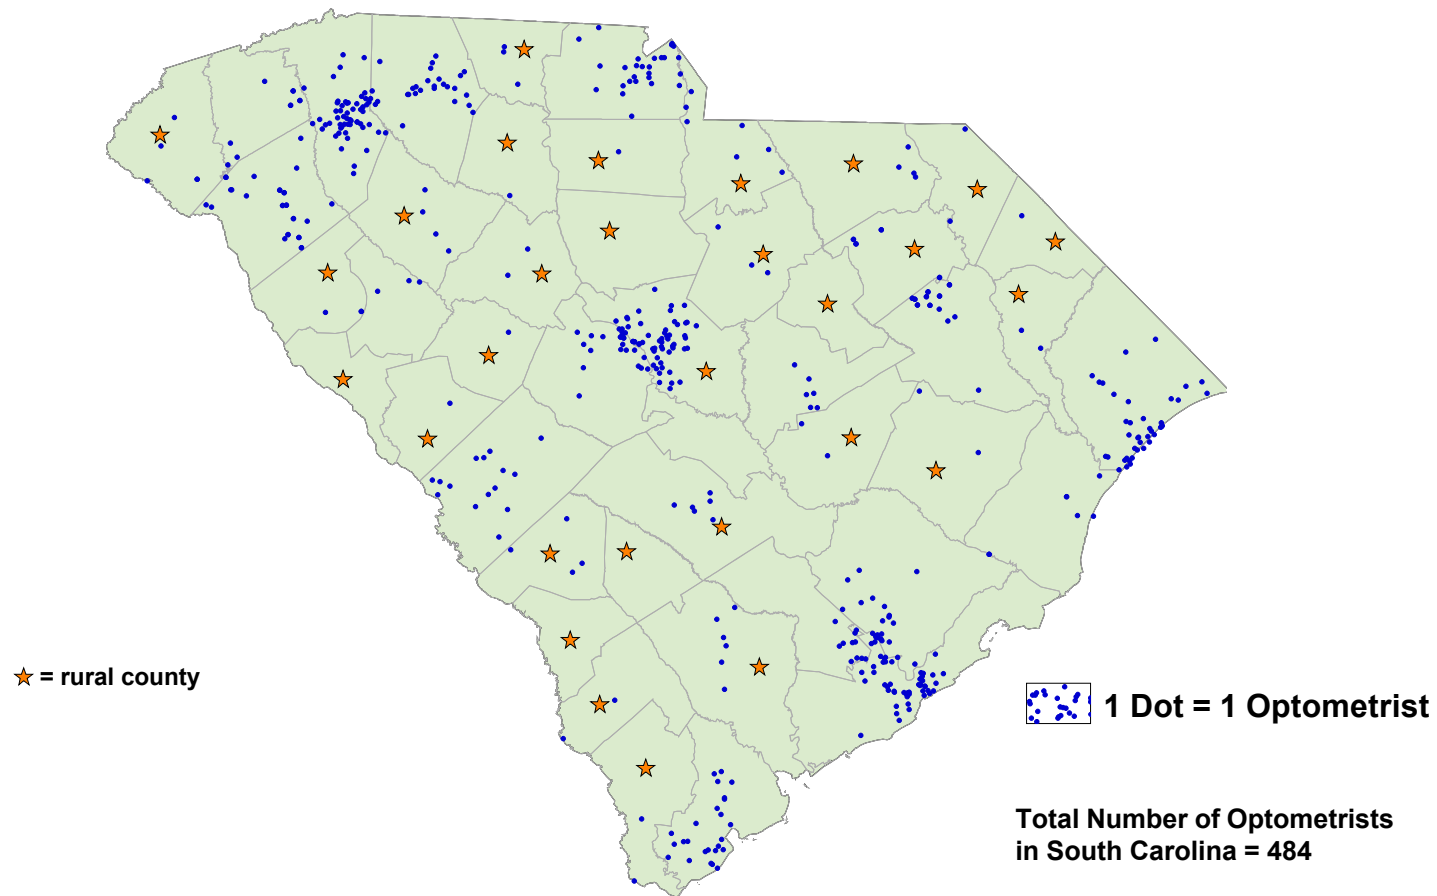 = rural county
1 Dot = 1 Optometrist
Total Number of Optometrists
in South Carolina = 484